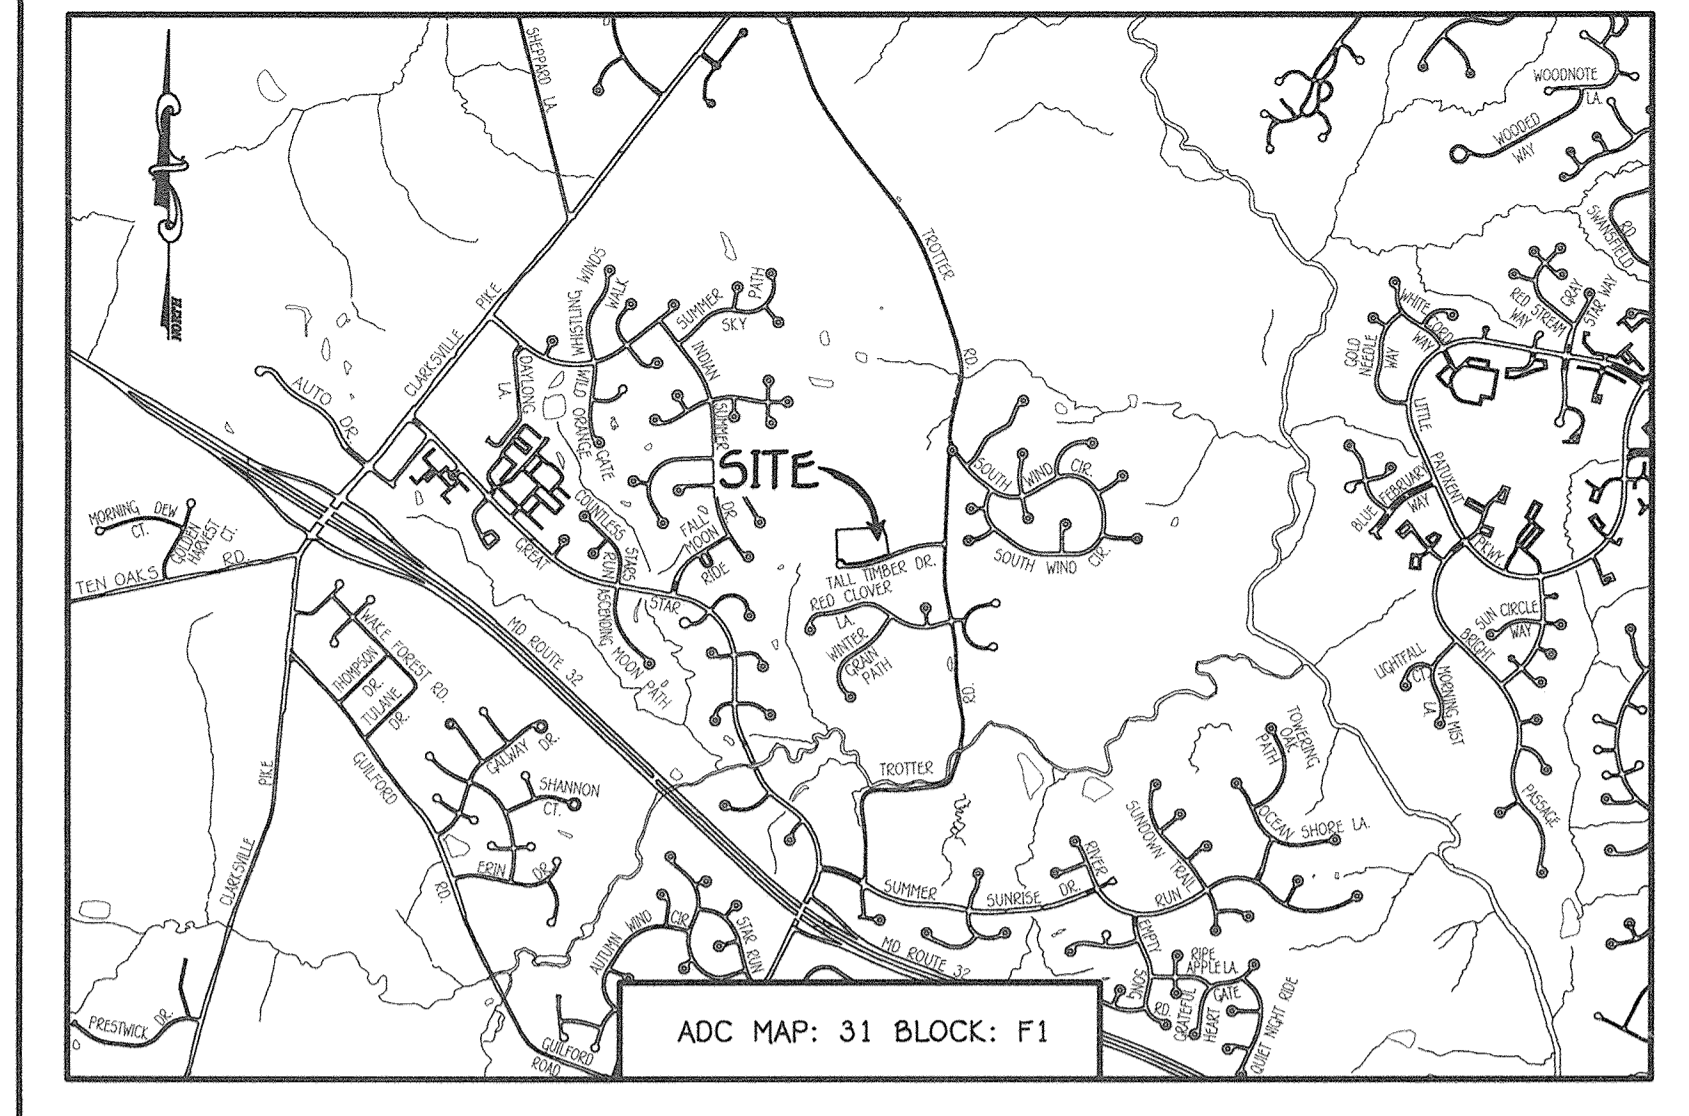 SHEPPARD LA.
WOODNOTE
LA.
WOODED
WAY
SWANSFIELD
RD.
TROTTER
RD.
HARTON
CLARKSVILLE PIKE
AUTO DR.
WHISTLING WINDS
WALK
SUMMER
SKY
PATH
INDIAN
SUMMER
DR.
DAYLONG
LA.
WILD ORANGE
GATE
WHITE CORD
WAY
GOLD
NEEDLE
WAY
RED STREAM
WAY
GRAY
STAR WAY
LITTLE
PATUXENT
PKWY.
SITE
SOUTH WIND CIR.
SOUTH WIND CIR.
BLUE FEBRUARY
WAY
MORNING DEW
CT.
GOLDEN
HARVEST
CT.
TEN OAKS RD.
COUNTLESS
STARS
RUN
GREAT
STAR
FALL
MOON
RIDE
ASCENDING MOON PATH
TALL TIMBER DR.
RED CLOVER
LA.
WINTER
GRAIN
PATH
SUN CIRCLE
WAY
BRIGHT
PASSAGE
LIGHTFALL
CT.
MORNING MIST
LA.
WAKE FOREST RD.
THOMPSON
DR.
TULANE
DR.
MD ROUTE 32
GUILFORD
RD.
GALWAY DR.
SHANNON
CT.
ERIN DR.
CLARKSVILLE PIKE
RD.
TROTTER
TOWERING
OAK
PATH
SUNDOWN
TRAIL
OCEAN SHORE LA.
RIVER
RUN
SUMMER SUNRISE DR.
AUTUMN WIND CIR.
STAR RUN
MD ROUTE 32
EMPTY
SONG
RD.
RIPE
APPLE LA.
GRATEFUL
HEART
GATE
QUIET NIGHT RIDE
PRESTWICK DR.
GUILFORD
ROAD
ADC MAP: 31 BLOCK: F1